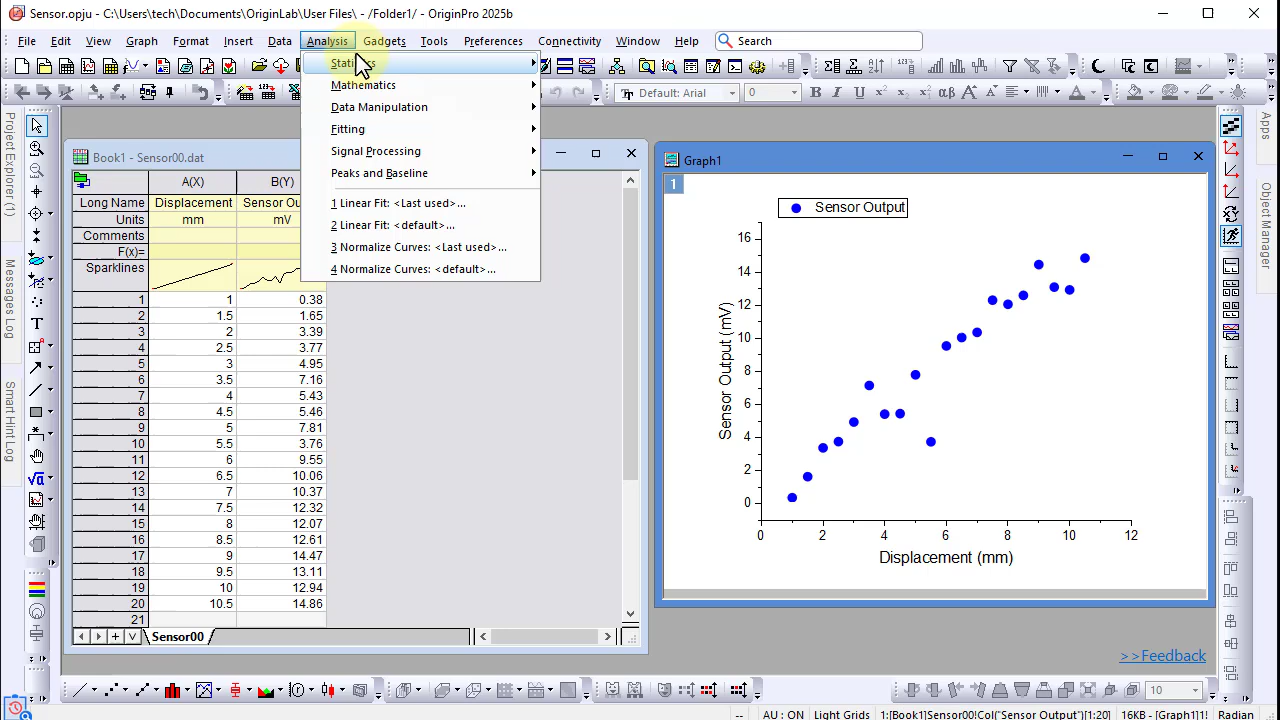 Sensor.opju - C:\Users\tech\Documents\OriginLab\User Files\ - /Folder1/ - OriginPro 2025b
File Edit View Graph Format Insert Data Analysis Gadgets Tools Preferences Connectivity Window Help Search
Default: Arial 0 B I U
Statistics
Mathematics
Data Manipulation
Fitting
Signal Processing
Peaks and Baseline
1 Linear Fit: <Last used>...
2 Linear Fit: <default>...
3 Normalize Curves: <Last used>...
4 Normalize Curves: <default>...
Project Explorer (1)
Messages Log
Smart Hint Log
Book1 - Sensor00.dat
A(X) B(Y)
Long Name Displacement Sensor Ou
Units mm mV
Comments
F(x)=
Sparklines
1 1 0.38
2 1.5 1.65
3 2 3.39
4 2.5 3.77
5 3 4.95
6 3.5 7.16
7 4 5.43
8 4.5 5.46
9 5 7.81
10 5.5 3.76
11 6 9.55
12 6.5 10.06
13 7 10.37
14 7.5 12.32
15 8 12.07
16 8.5 12.61
17 9 14.47
18 9.5 13.11
19 10 12.94
20 10.5 14.86
21
Sensor00
Graph1
1
Sensor Output
16
14
12
10
8
6
4
2
0
Sensor Output (mV)
0 2 4 6 8 10 12
Displacement (mm)
Apps
Object Manager
>>Feedback
10
-- AU : ON Light Grids 1:[Book1]Sensor00!Col("Sensor Output")[1:20] 16KB - [Graph1]1 Radian